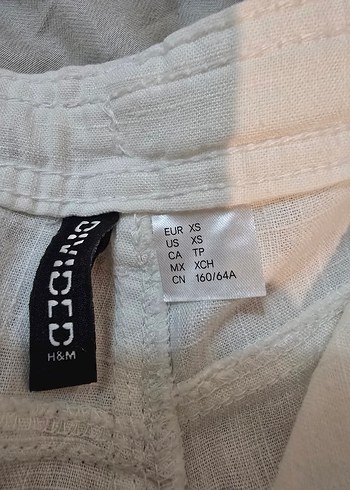 DIVIDED
H&M
EUR XS
US XS
CA TP
MX XCH
CN 160/64A